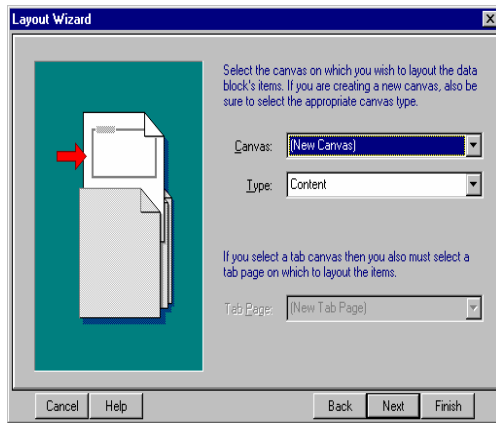 Layout Wizard
Select the canvas on which you wish to layout the data
block's items. If you are creating a new canvas, also be
sure to select the appropriate canvas type.
Canvas: (New Canvas)
Type: Content
If you select a tab canvas then you also must select a
tab page on which to layout the items.
Tab Page: (New Tab Page)
Cancel Help Back Next Finish